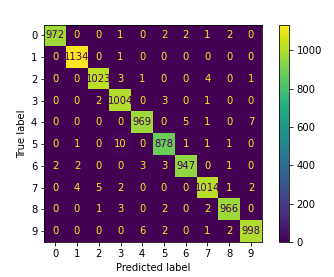 0 972 0 0 1 0 2 2 1 2 0
1 0 1134 0 1 0 0 0 0 0 0
2 0 0 1023 3 1 0 0 4 0 1
3 0 0 2 1004 0 3 0 1 0 0
4 0 0 0 0 969 0 5 1 0 7
5 0 1 0 10 0 878 1 1 1 0
6 2 2 0 0 3 3 947 0 1 0
7 0 4 5 2 0 0 0 1014 1 2
8 0 0 1 3 0 2 0 2 966 0
9 0 0 0 0 6 2 0 1 2 998
0 1 2 3 4 5 6 7 8 9
Predicted label
True label
1000
800
600
400
200
0